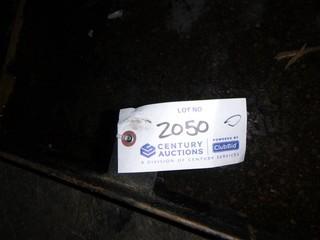 LOT NO
2050
CENTURY
AUCTIONS
POWERED BY
ClubBid
A DIVISION OF CENTURY SERVICES